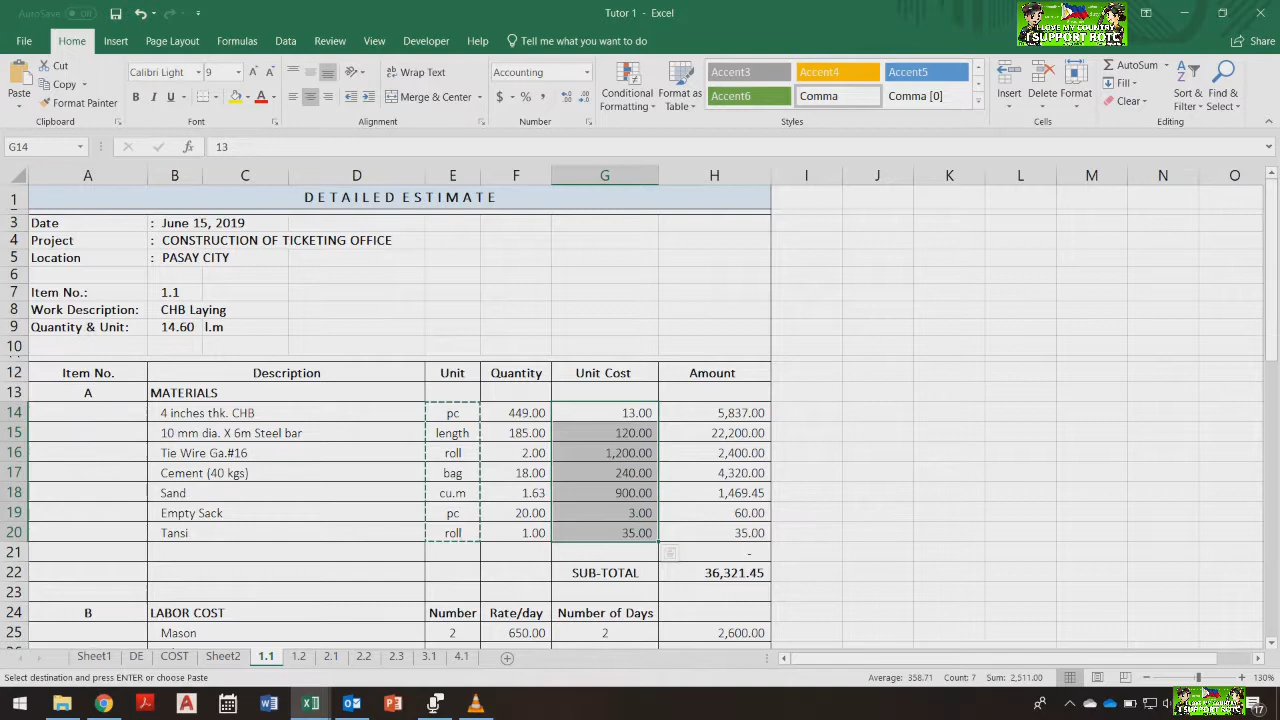 AutoSave Off
Tutor 1 - Excel
I LOVE MY COUNTRY
I SUPPORT ROTC
File Home Insert Page Layout Formulas Data Review View Developer Help Tell me what you want to do Share
Paste Cut Copy Format Painter
Calibri Light 9
B I U A
Wrap Text
Merge & Center
Accounting
$ % ,
Conditional Formatting
Format as Table
Accent3 Accent4 Accent5
Accent6 Comma Comma [0]
Insert Delete Format
AutoSum Fill Clear
Sort & Filter
Find & Select
Clipboard Font Alignment Number Styles Cells Editing
G14 fx 13
A B C D E F G H I J K L M N O
1 DETAILED ESTIMATE
3 Date : June 15, 2019
4 Project : CONSTRUCTION OF TICKETING OFFICE
5 Location : PASAY CITY
6
7 Item No.: 1.1
8 Work Description: CHB Laying
9 Quantity & Unit: 14.60 l.m
10
12 Item No. Description Unit Quantity Unit Cost Amount
13 A MATERIALS
14 4 inches thk. CHB pc 449.00 13.00 5,837.00
15 10 mm dia. X 6m Steel bar length 185.00 120.00 22,200.00
16 Tie Wire Ga.#16 roll 2.00 1,200.00 2,400.00
17 Cement (40 kgs) bag 18.00 240.00 4,320.00
18 Sand cu.m 1.63 900.00 1,469.45
19 Empty Sack pc 20.00 3.00 60.00
20 Tansi roll 1.00 35.00 35.00
21 -
22 SUB-TOTAL 36,321.45
23
24 B LABOR COST Number Rate/day Number of Days
25 Mason 2 650.00 2 2,600.00
Sheet1 DE COST Sheet2 1.1 1.2 2.1 2.2 2.3 3.1 4.1
Select destination and press ENTER or choose Paste Average: 358.71 Count: 7 Sum: 2,511.00 130%